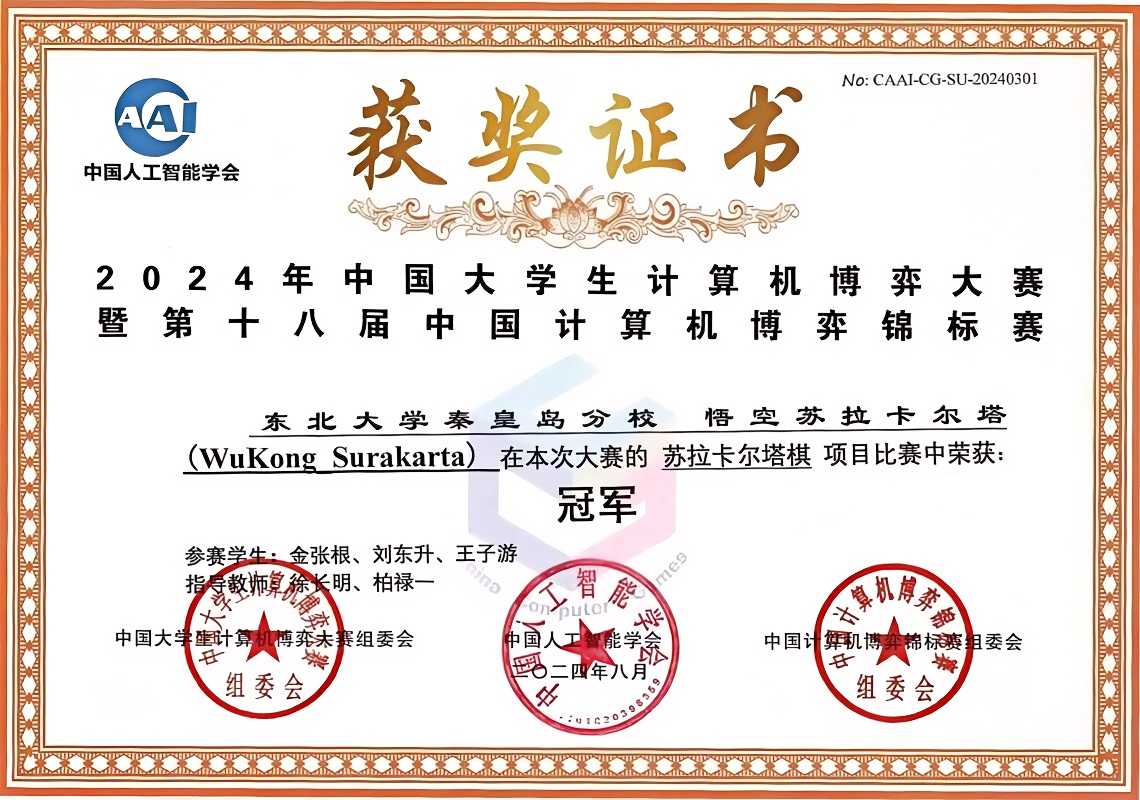 No: CAAI-CG-SU-20240301
AAI
中国人工智能学会
获奖证书
2024年中国大学生计算机博弈大赛
暨第十八届中国计算机博弈锦标赛
东北大学秦皇岛分校 悟空苏拉卡尔塔
(WuKong_Surakarta) 在本次大赛的 苏拉卡尔塔棋 项目比赛中荣获:
冠军
参赛学生:金张根、刘东升、王子游
指导教师:徐长明、柏禄一
中国大学生计算机博弈大赛组委会
中国人工智能学会
二〇二四年八月
中国计算机博弈锦标赛组委会
中国大学生计算机博弈大赛
组委会
中国人工智能学会
中国计算机博弈锦标赛
组委会
Computer Games